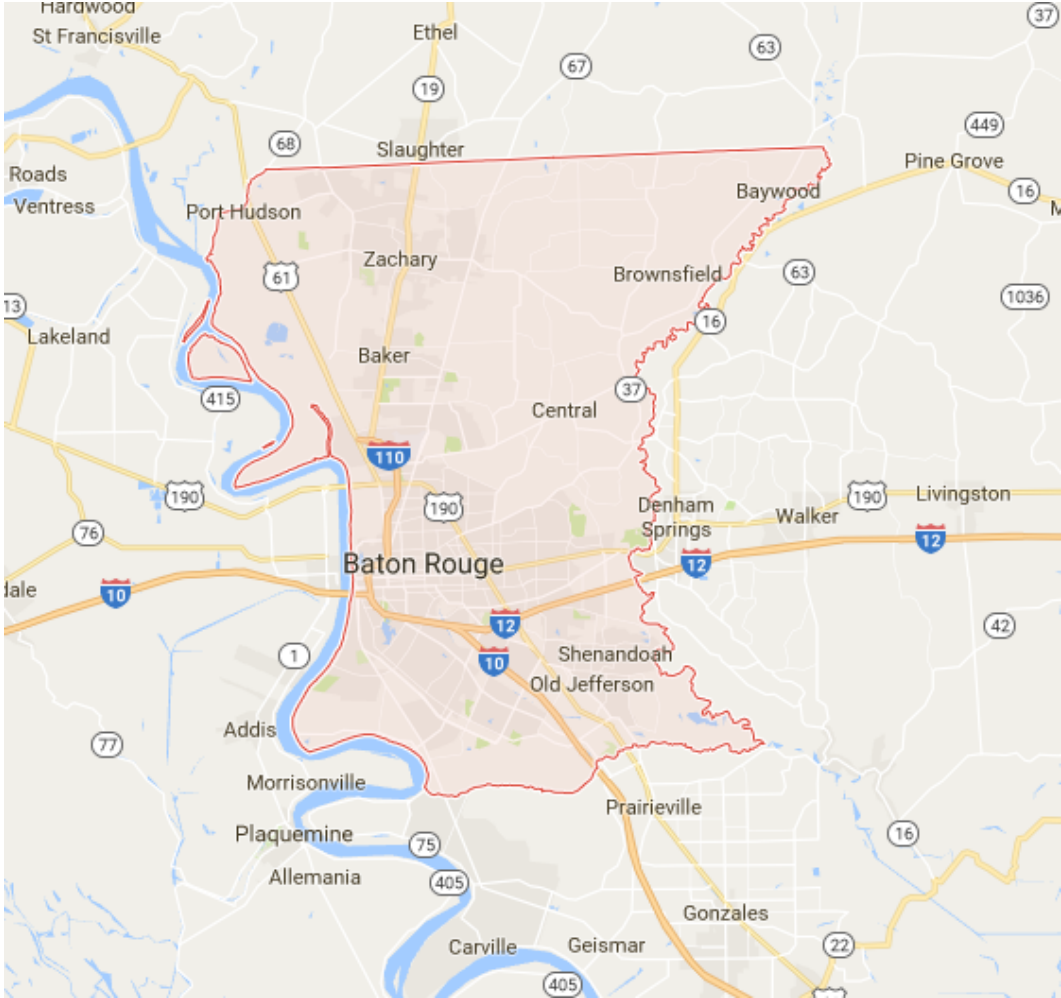 Hardwood
37
St Francisville
Ethel
63
67
19
449
68
Slaughter
Pine Grove
Roads
16
Baywood
Ventress
Port Hudson
M
Zachary
61
Brownsfield
63
13
1036
16
Lakeland
Baker
37
415
Central
110
190
190
190
Livingston
Denham
Springs
Walker
76
12
Baton Rouge
12
dale
10
12
42
1
Shenandoah
10
Old Jefferson
Addis
77
Morrisonville
Prairieville
Plaquemine
16
75
Allemania
405
Gonzales
Carville
Geismar
22
405